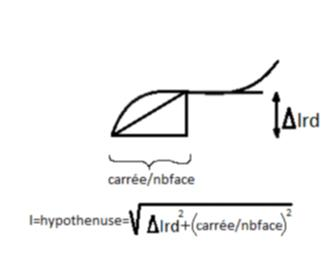 Δlrd
carrée/nbface
l=hypothenuse=√Δlrd²+(carrée/nbface)²